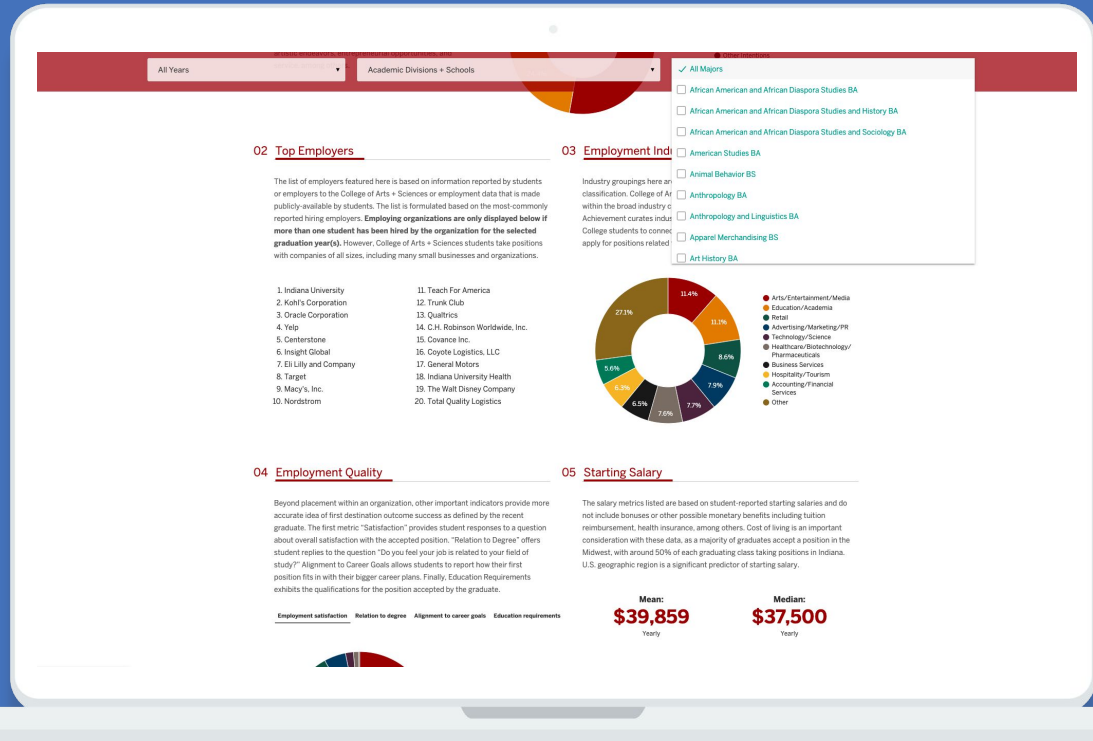 artistic endeavors, entrepreneurial opportunities, and
Other Intentions
All Years
Academic Divisions + Schools
All Majors
African American and African Diaspora Studies BA
African American and African Diaspora Studies and History BA
African American and African Diaspora Studies and Sociology BA
American Studies BA
Animal Behavior BS
Anthropology BA
Anthropology and Linguistics BA
Apparel Merchandising BS
Art History BA
02 Top Employers
The list of employers featured here is based on information reported by students
or employers to the College of Arts + Sciences or employment data that is made
publicly-available by students. The list is formulated based on the most-commonly
reported hiring employers. Employing organizations are only displayed below if
more than one student has been hired by the organization for the selected
graduation year(s). However, College of Arts + Sciences students take positions
with companies of all sizes, including many small businesses and organizations.
1. Indiana University
2. Kohl's Corporation
3. Oracle Corporation
4. Yelp
5. Centerstone
6. Insight Global
7. Eli Lilly and Company
8. Target
9. Macy's, Inc.
10. Nordstrom
11. Teach For America
12. Trunk Club
13. Qualtrics
14. C.H. Robinson Worldwide, Inc.
15. Covance Inc.
16. Coyote Logistics, LLC
17. General Motors
18. Indiana University Health
19. The Walt Disney Company
20. Total Quality Logistics
03 Employment Indu
Industry groupings here are
classification. College of Ar
within the broad industry c
Achievement curates indus
College students to connec
apply for positions related
11.4%
11.1%
8.6%
7.9%
7.7%
7.6%
6.5%
6.3%
5.6%
27.1%
Arts/Entertainment/Media
Education/Academia
Retail
Advertising/Marketing/PR
Technology/Science
Healthcare/Biotechnology/
Pharmaceuticals
Business Services
Hospitality/Tourism
Accounting/Financial
Services
Other
04 Employment Quality
Beyond placement within an organization, other important indicators provide more
accurate idea of first destination outcome success as defined by the recent
graduate. The first metric "Satisfaction" provides student responses to a question
about overall satisfaction with the accepted position. "Relation to Degree" offers
student replies to the question "Do you feel your job is related to your field of
study?" Alignment to Career Goals allows students to report how their first
position fits in with their bigger career plans. Finally, Education Requirements
exhibits the qualifications for the position accepted by the graduate.
Employment satisfaction Relation to degree Alignment to career goals Education requirements
05 Starting Salary
The salary metrics listed are based on student-reported starting salaries and do
not include bonuses or other possible monetary benefits including tuition
reimbursement, health insurance, among others. Cost of living is an important
consideration with these data, as a majority of graduates accept a position in the
Midwest, with around 50% of each graduating class taking positions in Indiana.
U.S. geographic region is a significant predictor of starting salary.
Mean:
$39,859
Yearly
Median:
$37,500
Yearly